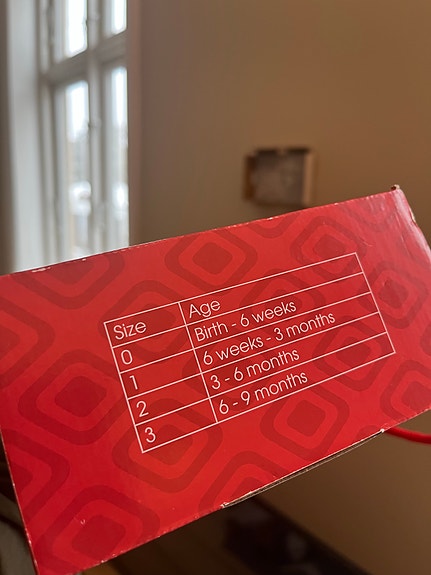 Size Age
0 Birth - 6 weeks
1 6 weeks - 3 months
2 3 - 6 months
3 6 - 9 months